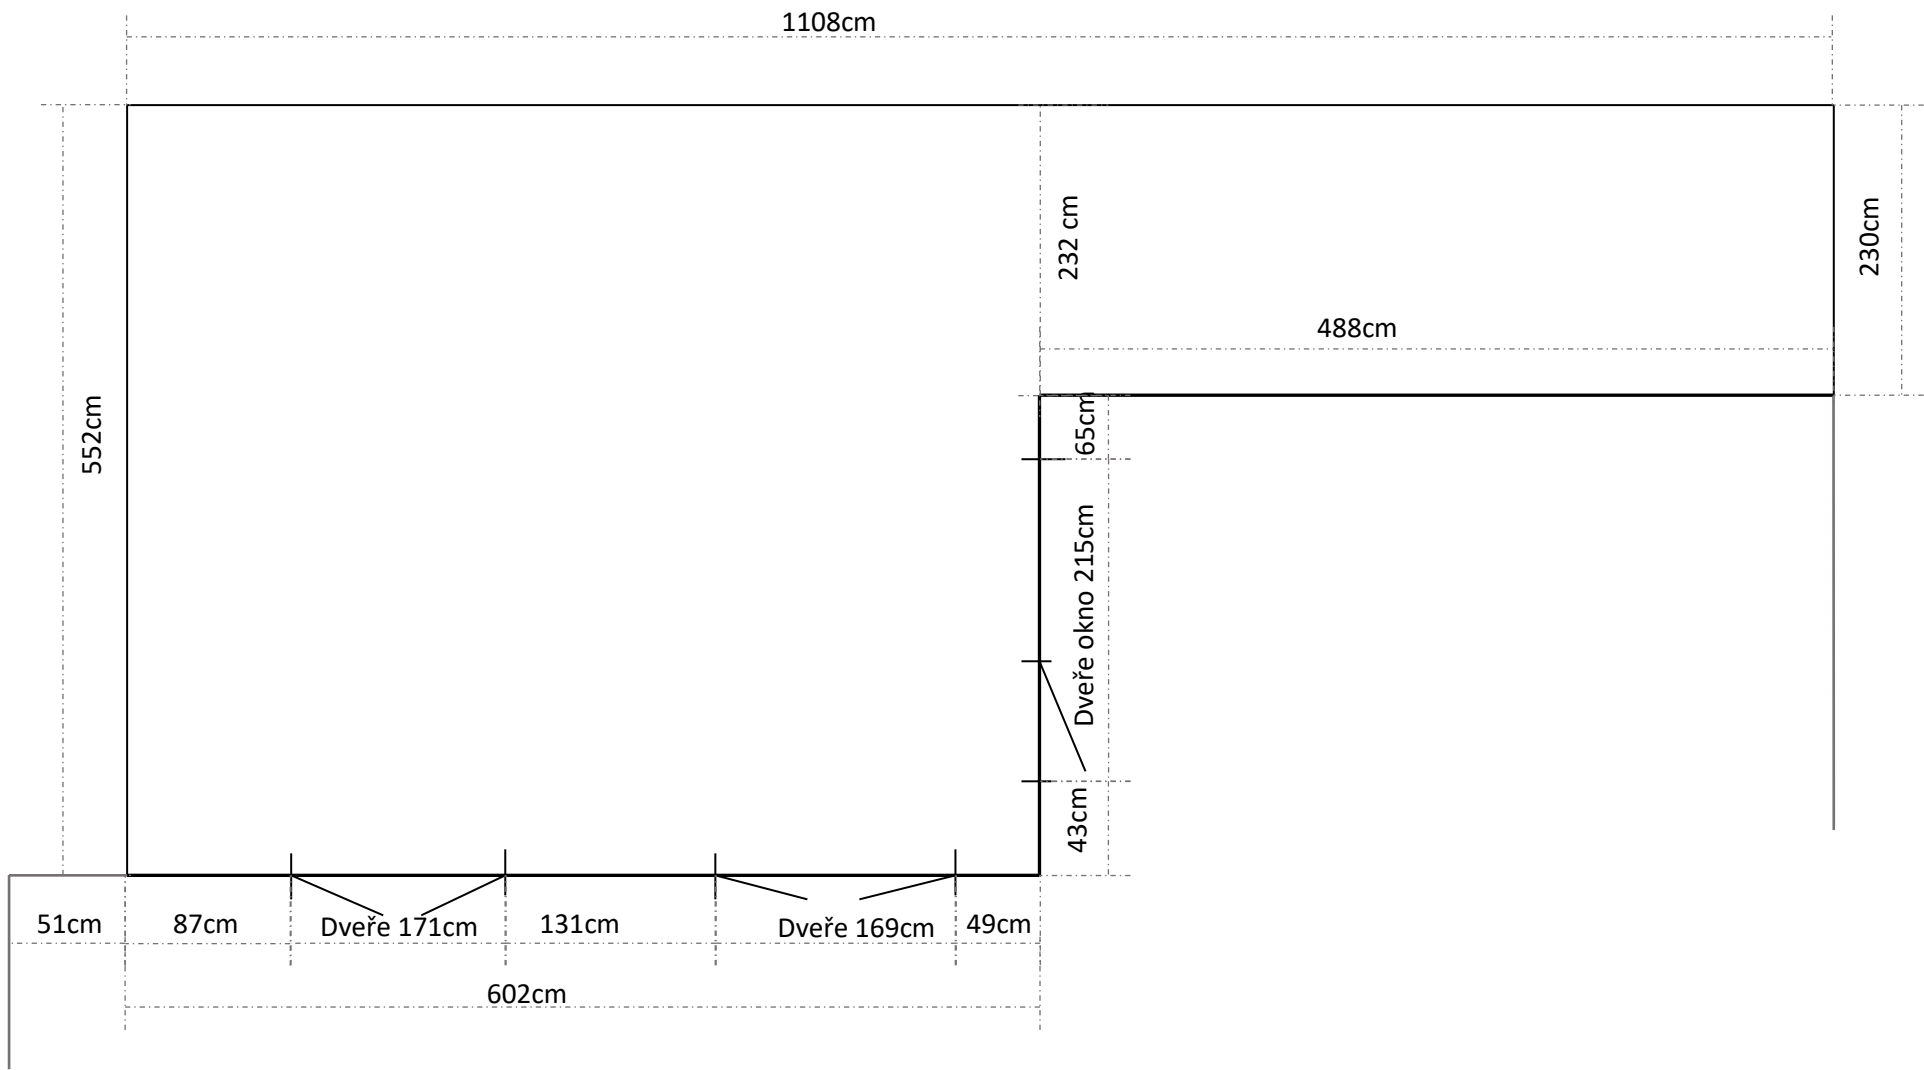 1108cm
232 cm
230cm
488cm
552cm
65cm
Dveře okno 215cm
43cm
51cm
87cm
Dveře 171cm
131cm
Dveře 169cm
49cm
602cm